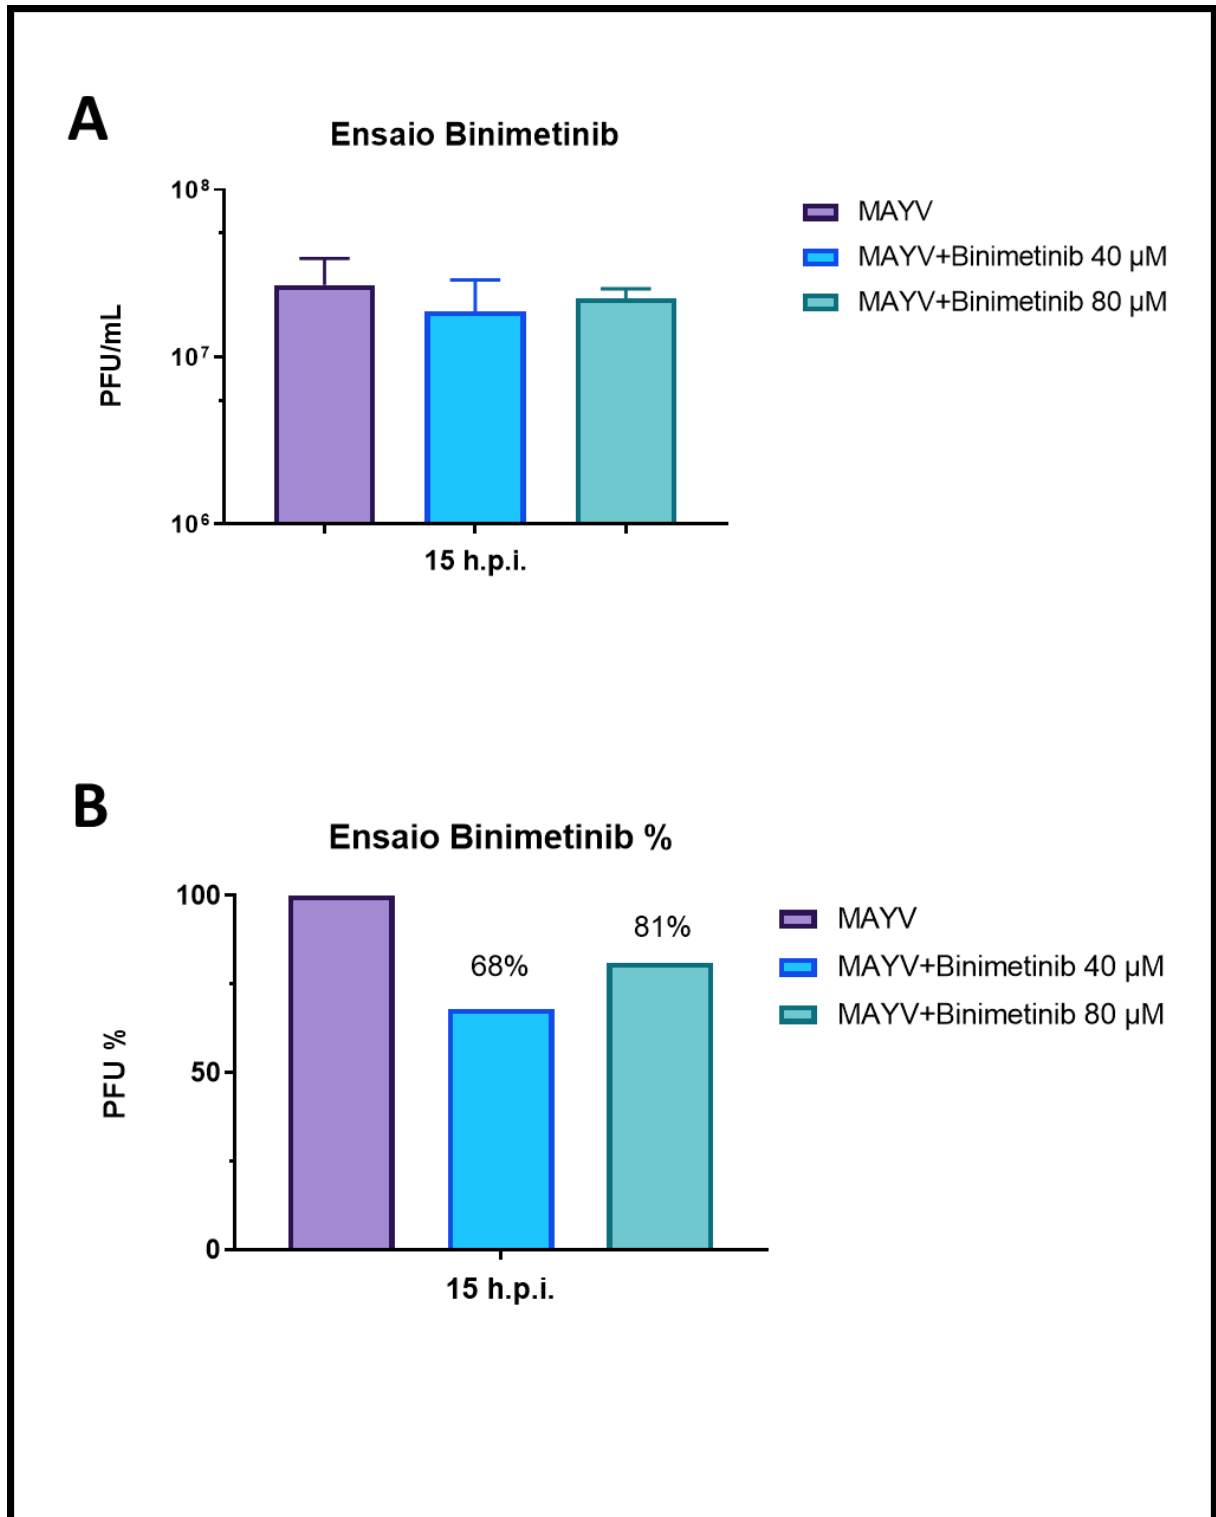 A
Ensaio Binimetinib
10⁸
10⁷
10⁶
PFU/mL
15 h.p.i.
MAYV
MAYV+Binimetinib 40 µM
MAYV+Binimetinib 80 µM
B
Ensaio Binimetinib %
100
50
0
PFU %
68%
81%
15 h.p.i.
MAYV
MAYV+Binimetinib 40 µM
MAYV+Binimetinib 80 µM